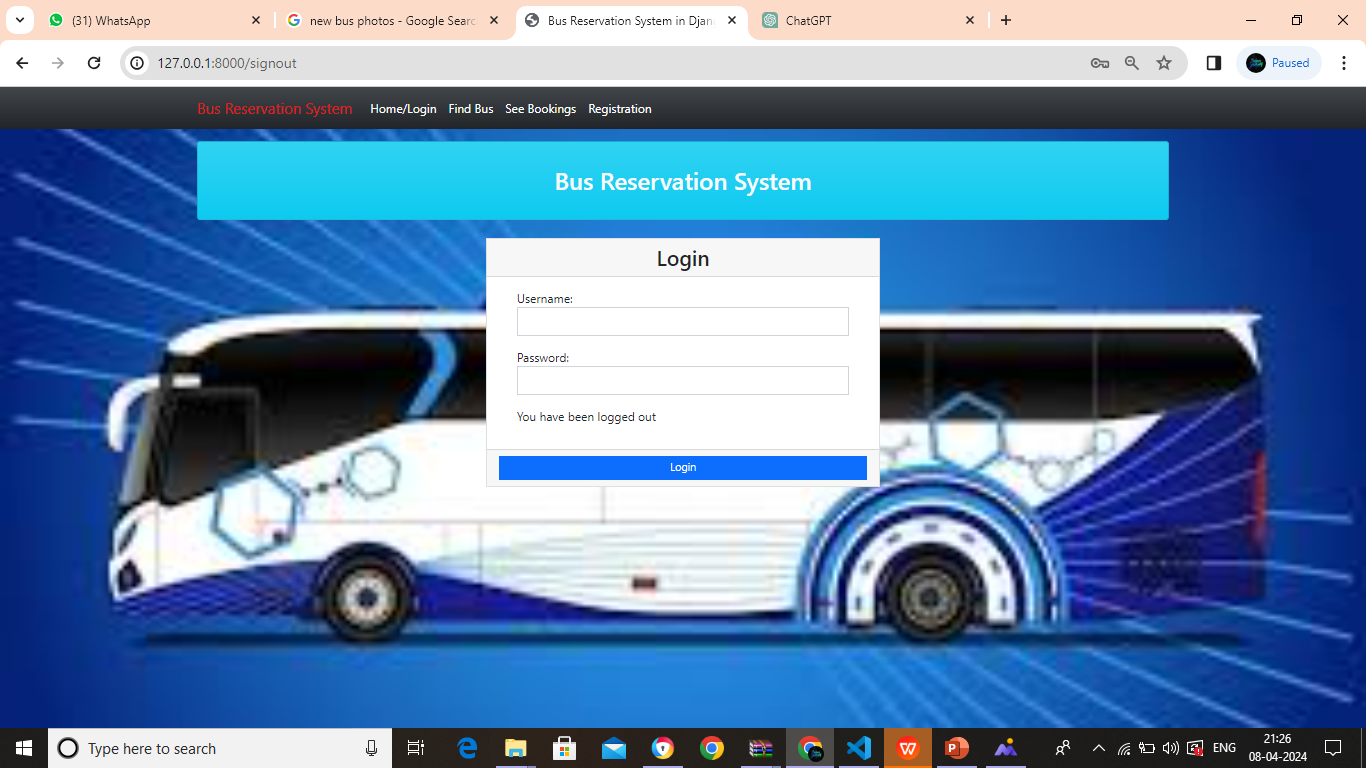 (31) WhatsApp
new bus photos - Google Searc
Bus Reservation System in Djan
ChatGPT
127.0.0.1:8000/signout
Paused
Bus Reservation System
Home/Login
Find Bus
See Bookings
Registration
Bus Reservation System
Login
Username:
Password:
You have been logged out
Login
Type here to search
ENG
21:26
08-04-2024